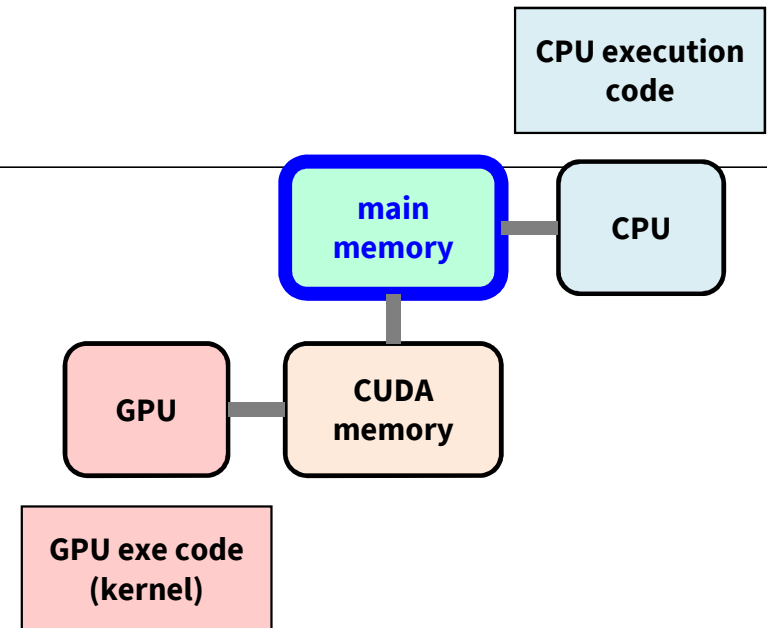 CPU execution
code
main
memory
CPU
GPU
CUDA
memory
GPU exe code
(kernel)